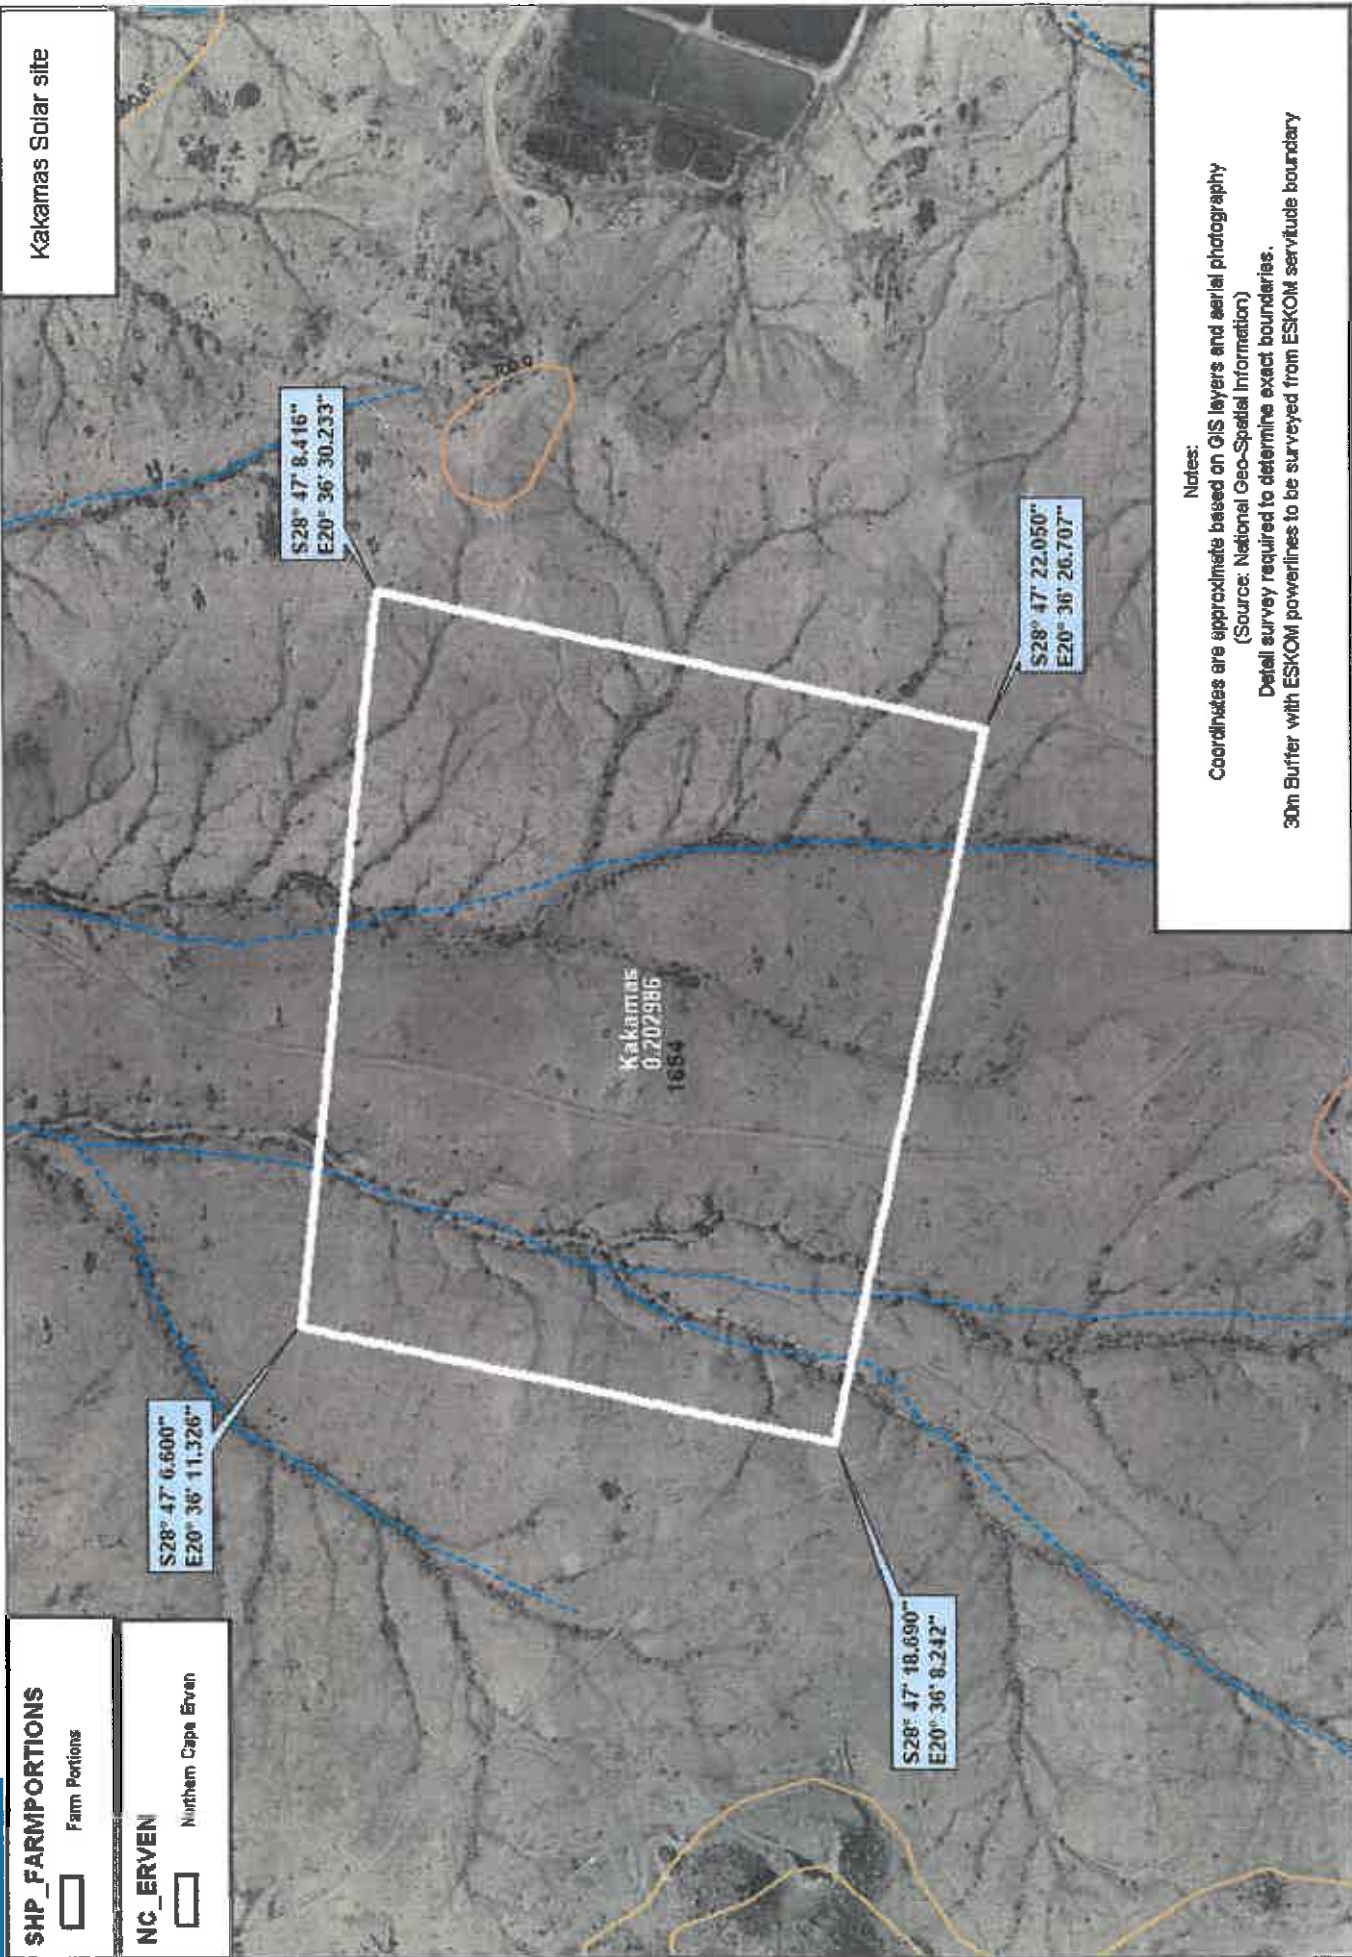 SHP_FARMPORTIONS
Farm Portions
NC_ERVEN
Northern Cape Erven
Kakamas Solar site
S28° 47' 6.600"
E20° 36' 11.326"
S28° 47' 8.416"
E20° 36' 30.233"
700.0
Kakamas
0.202986
1654
S28° 47' 18.690"
E20° 36' 8.242"
S28° 47' 22.050"
E20° 36' 26.707"
Notes:
Coordinates are approximate based on GIS layers and aerial photography
(Source: National Geo-Spatial Information)
Detail survey required to determine exact boundaries.
30m Buffer with ESKOM powerlines to be surveyed from ESKOM servitude boundary